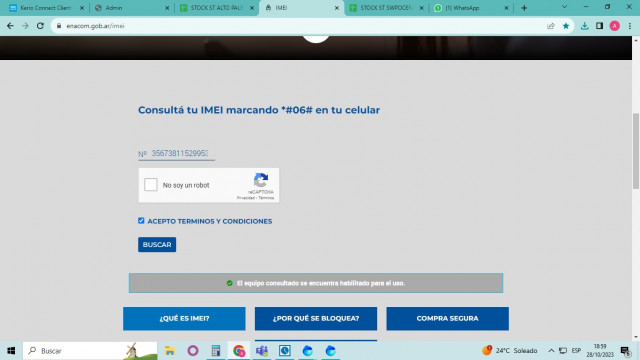 Kerio Connect Client
Admin
STOCK ST ALTO PALE
IMEI
STOCK ST SWPOCEN
(1) WhatsApp
enacom.gob.ar/imei
A
Consultá tu IMEI marcando *#06# en tu celular
Nº 35673811529953
No soy un robot
reCAPTCHA
Privacidad - Términos
ACEPTO TERMINOS Y CONDICIONES
BUSCAR
El equipo consultado se encuentra habilitado para el uso.
¿QUÉ ES IMEI?
¿POR QUÉ SE BLOQUEA?
COMPRA SEGURA
Buscar
24°C Soleado
ESP
18:59
28/10/2023